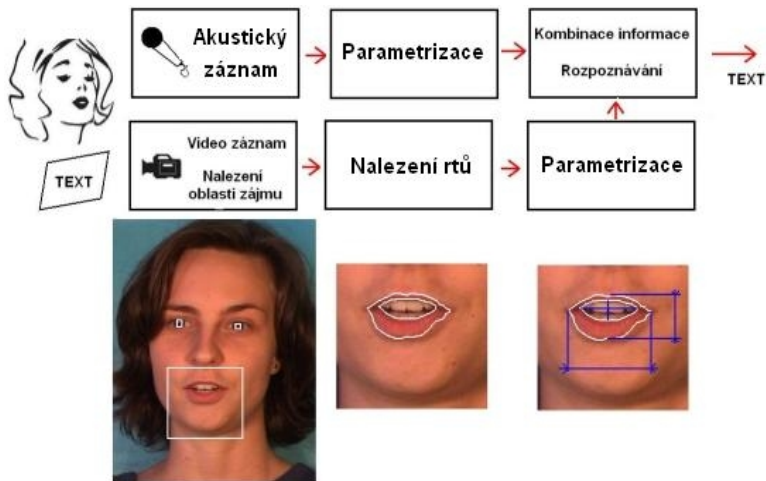 Akustický
záznam
Parametrizace
Kombinace informace
Rozpoznávání
TEXT
TEXT
Video záznam
Nalezení
oblasti zájmu
Nalezení rtů
Parametrizace